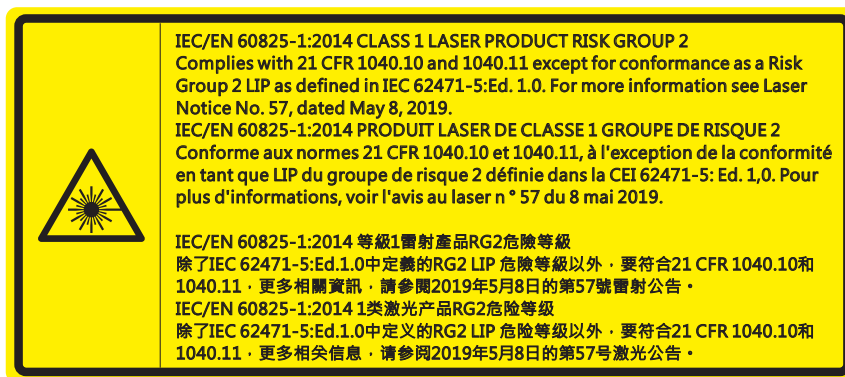 IEC/EN 60825-1:2014 CLASS 1 LASER PRODUCT RISK GROUP 2
Complies with 21 CFR 1040.10 and 1040.11 except for conformance as a Risk
Group 2 LIP as defined in IEC 62471-5:Ed. 1.0. For more information see Laser
Notice No. 57, dated May 8, 2019.
IEC/EN 60825-1:2014 PRODUIT LASER DE CLASSE 1 GROUPE DE RISQUE 2
Conforme aux normes 21 CFR 1040.10 et 1040.11, à l'exception de la conformité
en tant que LIP du groupe de risque 2 définie dans la CEI 62471-5: Ed. 1,0. Pour
plus d'informations, voir l'avis au laser n ° 57 du 8 mai 2019.
IEC/EN 60825-1:2014 等級1雷射產品RG2危險等級
除了IEC 62471-5:Ed.1.0中定義的RG2 LIP 危險等級以外，要符合21 CFR 1040.10和
1040.11，更多相關資訊，請參閱2019年5月8日的第57號雷射公告。
IEC/EN 60825-1:2014 1类激光产品RG2危险等级
除了IEC 62471-5:Ed.1.0中定义的RG2 LIP 危险等级以外，要符合21 CFR 1040.10和
1040.11，更多相关信息，请参阅2019年5月8日的第57号激光公告。